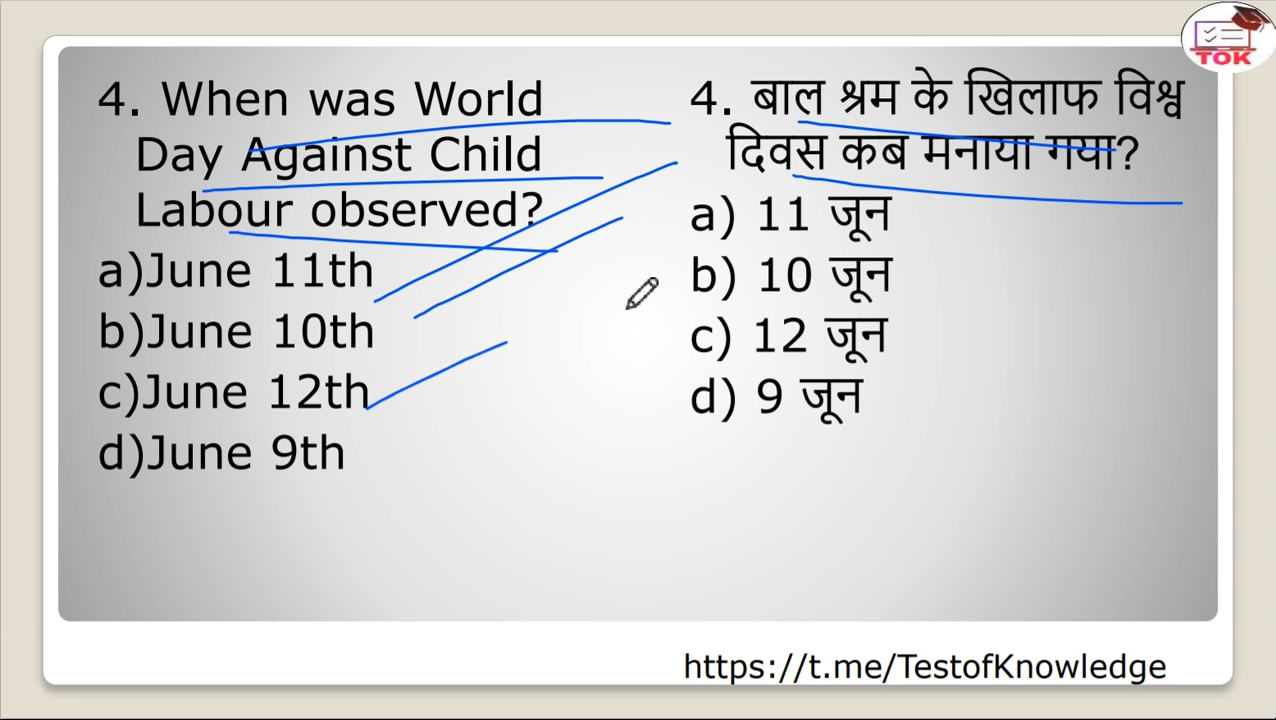 TOK
4. When was World
Day Against Child
Labour observed?
a)June 11th
b)June 10th
c)June 12th
d)June 9th
4. बाल श्रम के खिलाफ विश्व
दिवस कब मनाया गया?
a) 11 जून
b) 10 जून
c) 12 जून
d) 9 जून
https://t.me/TestofKnowledge